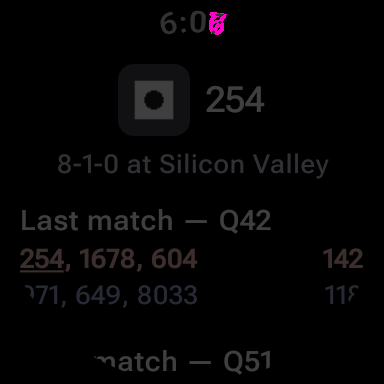 254
8-1-0 at Silicon Valley
Last match — Q42
254, 1678, 604 142
649, 8033
match — Q51